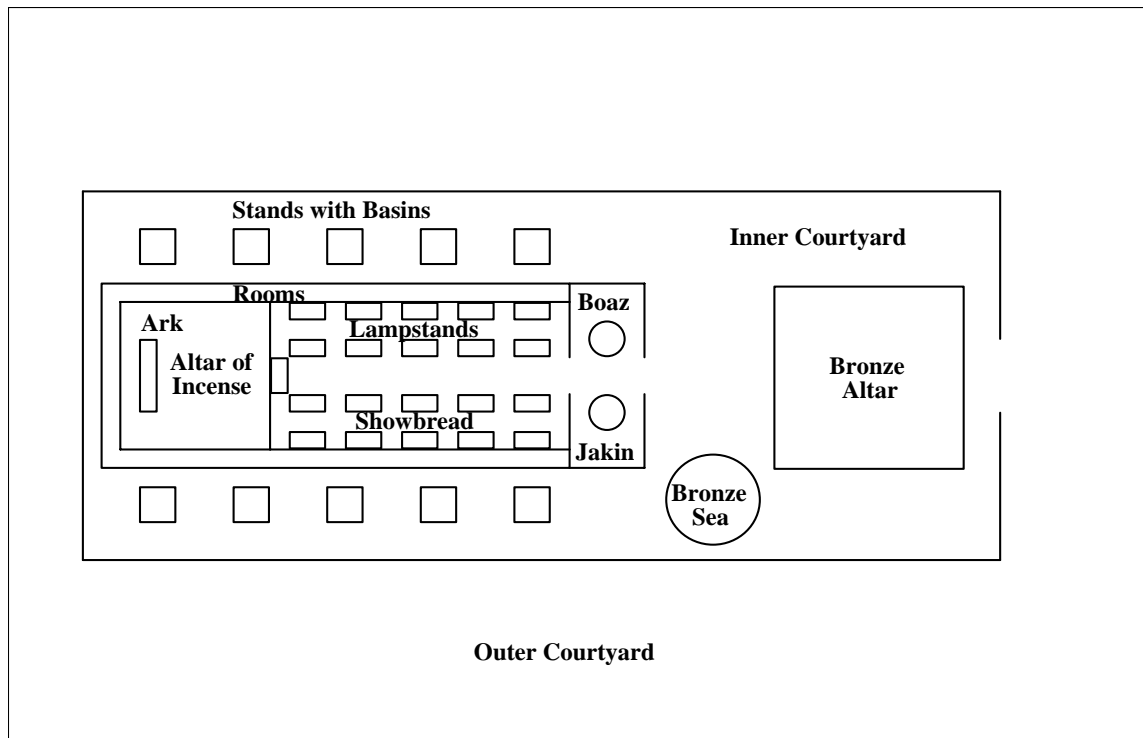 Stands with Basins
Inner Courtyard
Rooms
Boaz
Ark
Lampstands
Altar of
Incense
Bronze
Altar
Showbread
Jakin
Bronze
Sea
Outer Courtyard